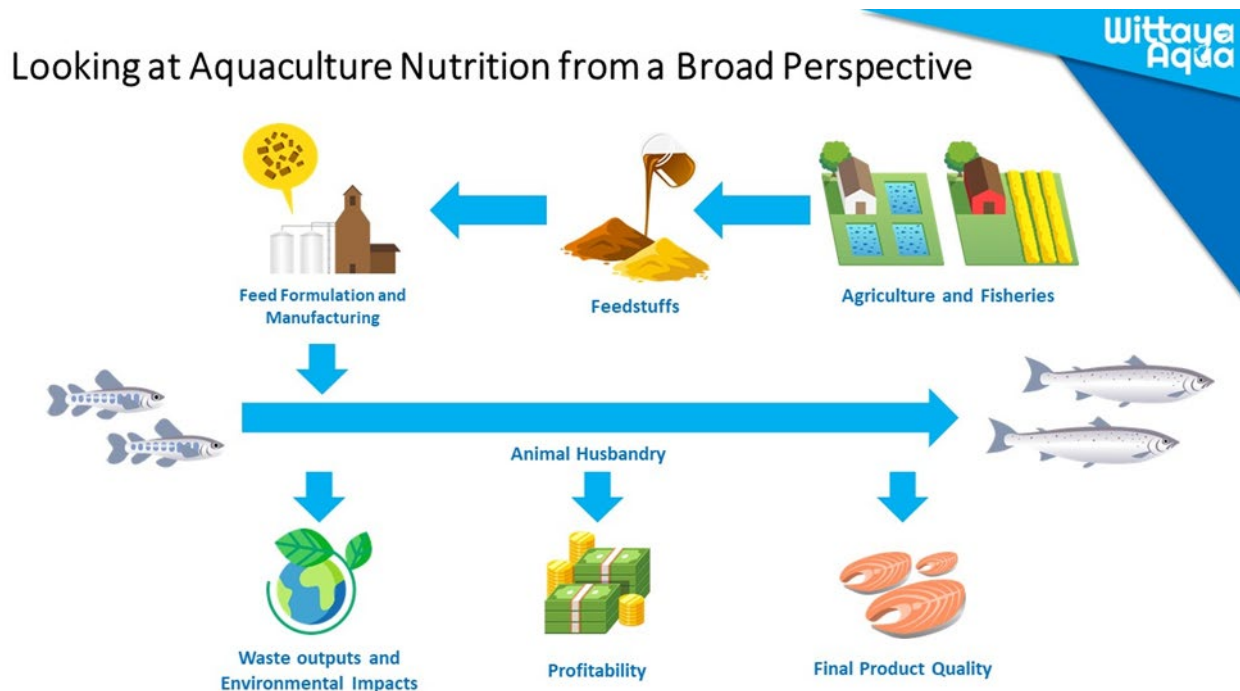 Wittaya
Aqua
Looking at Aquaculture Nutrition from a Broad Perspective
Feed Formulation and
Manufacturing
Feedstuffs
Agriculture and Fisheries
Animal Husbandry
Waste outputs and
Environmental Impacts
Profitability
Final Product Quality